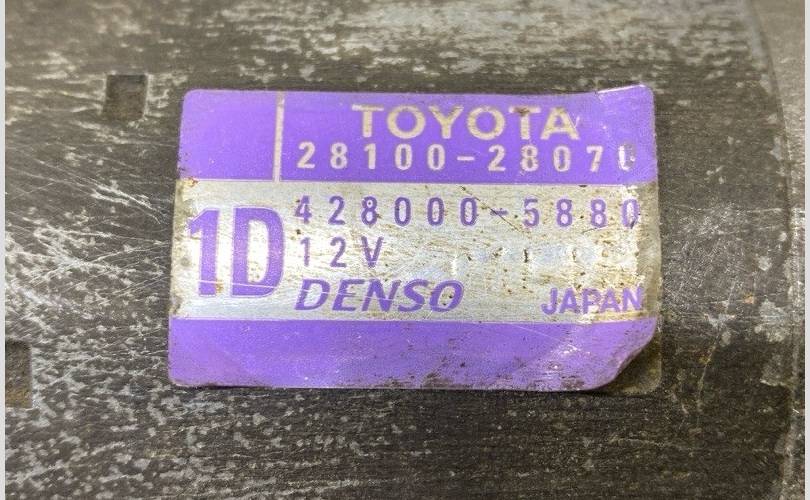 TOYOTA
28100-28070
1D
428000-5880
12V
DENSO JAPAN